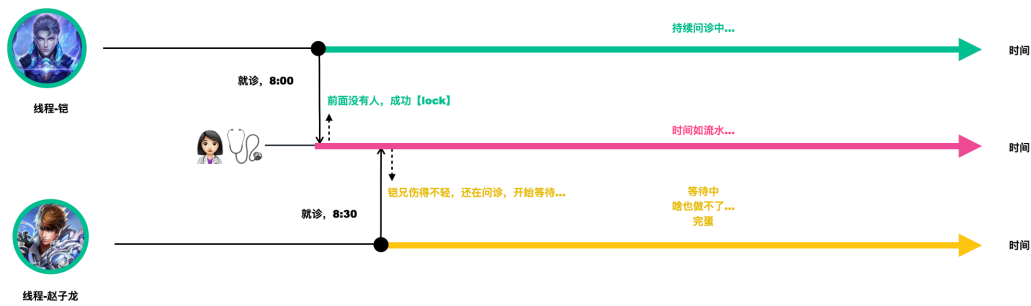 持续问诊中...
时间
就诊，8:00
线程-铠
前面没有人，成功【lock】
时间如流水...
时间
铠兄伤得不轻，还在问诊，开始等待...
等待中
啥也做不了...
完蛋
就诊，8:30
时间
线程-赵子龙